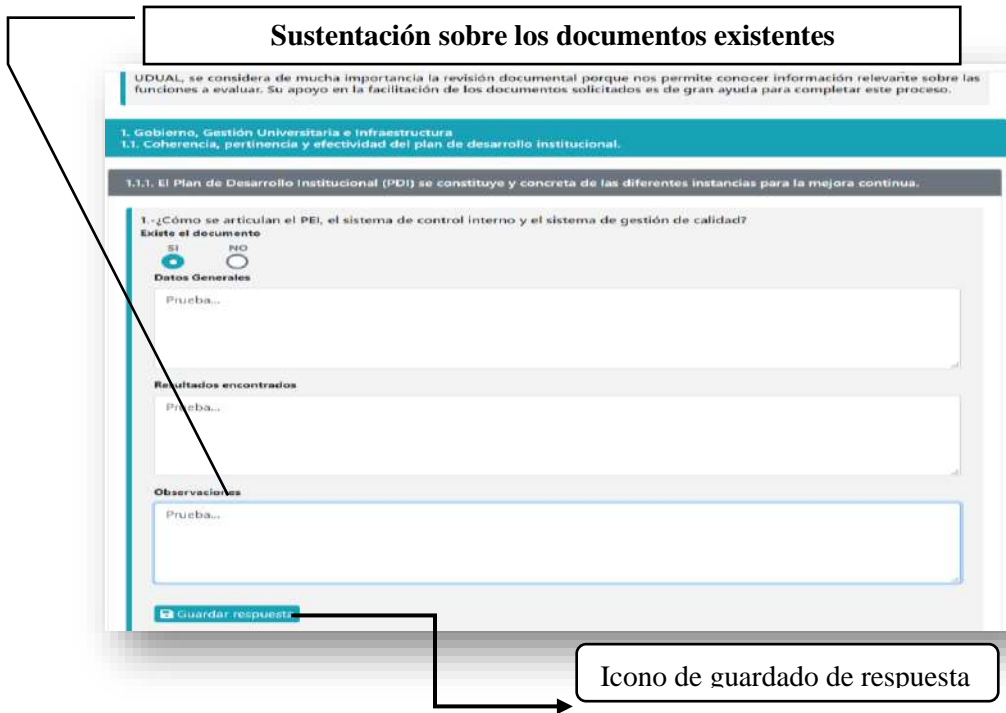 Sustentación sobre los documentos existentes
UDUAL, se considera de mucha importancia la revisión documental porque nos permite conocer información relevante sobre las
funciones a evaluar. Su apoyo en la facilitación de los documentos solicitados es de gran ayuda para completar este proceso.
1. Gobierno, Gestión Universitaria e Infraestructura
1.1. Coherencia, pertinencia y efectividad del plan de desarrollo institucional.
1.1.1. El Plan de Desarrollo Institucional (PDI) se constituye y concreta de las diferentes instancias para la mejora continua.
1.-¿Cómo se articulan el PEI, el sistema de control interno y el sistema de gestión de calidad?
Existe el documento
SI NO
Datos Generales
Prueba...
Resultados encontrados
Prueba...
Observaciones
Prueba...
Guardar respuesta
Icono de guardado de respuesta